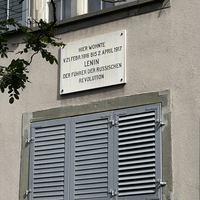 HIER WOHNTE
V. 21. FEBR. 1916 BIS 2. APRIL 1917
LENIN
DER FÜHRER DER RUSSISCHEN
REVOLUTION